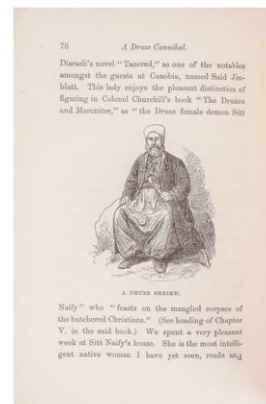 76 A Druze Cannibal.
Disraeli's novel "Tancred," as one of the notables
amongst the guests at Canobia, named Said Jin-
blatt. This lady enjoys the pleasant distinction of
figuring in Colonel Churchill's book "The Druzes
and Maronites," as "the Druze female demon Sitt
A DRUZE SHEIKH.
Naify" who "feasts on the mangled corpses of
the butchered Christians." (See heading of Chapter
V. in the said book.) We spent a very pleasant
week at Sitt Naify's house. She is the most intelli-
gent native woman I have yet seen, reads and